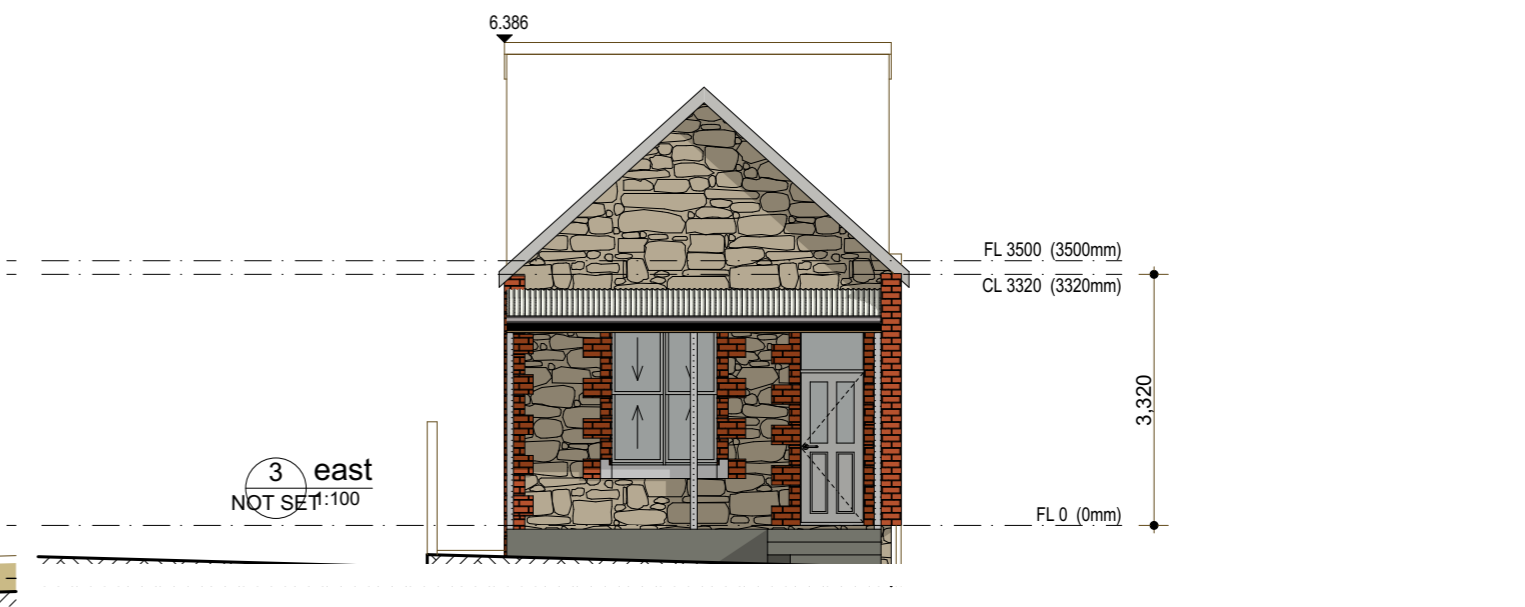 6.386
FL 3500 (3500mm)
CL 3320 (3320mm)
3,320
3 east
NOT SET 1:100
FL 0 (0mm)